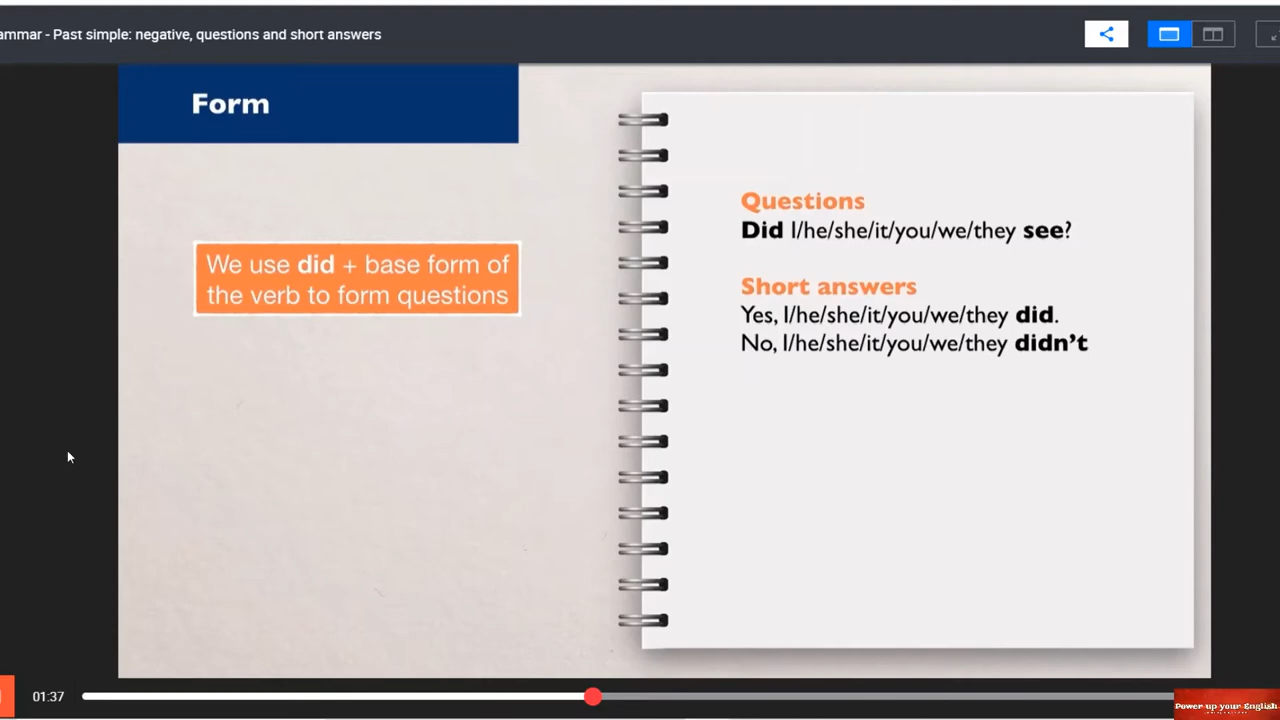 ammar - Past simple: negative, questions and short answers
Form
We use did + base form of
the verb to form questions
Questions
Did I/he/she/it/you/we/they see?
Short answers
Yes, I/he/she/it/you/we/they did.
No, I/he/she/it/you/we/they didn't
01:37
Power up your English